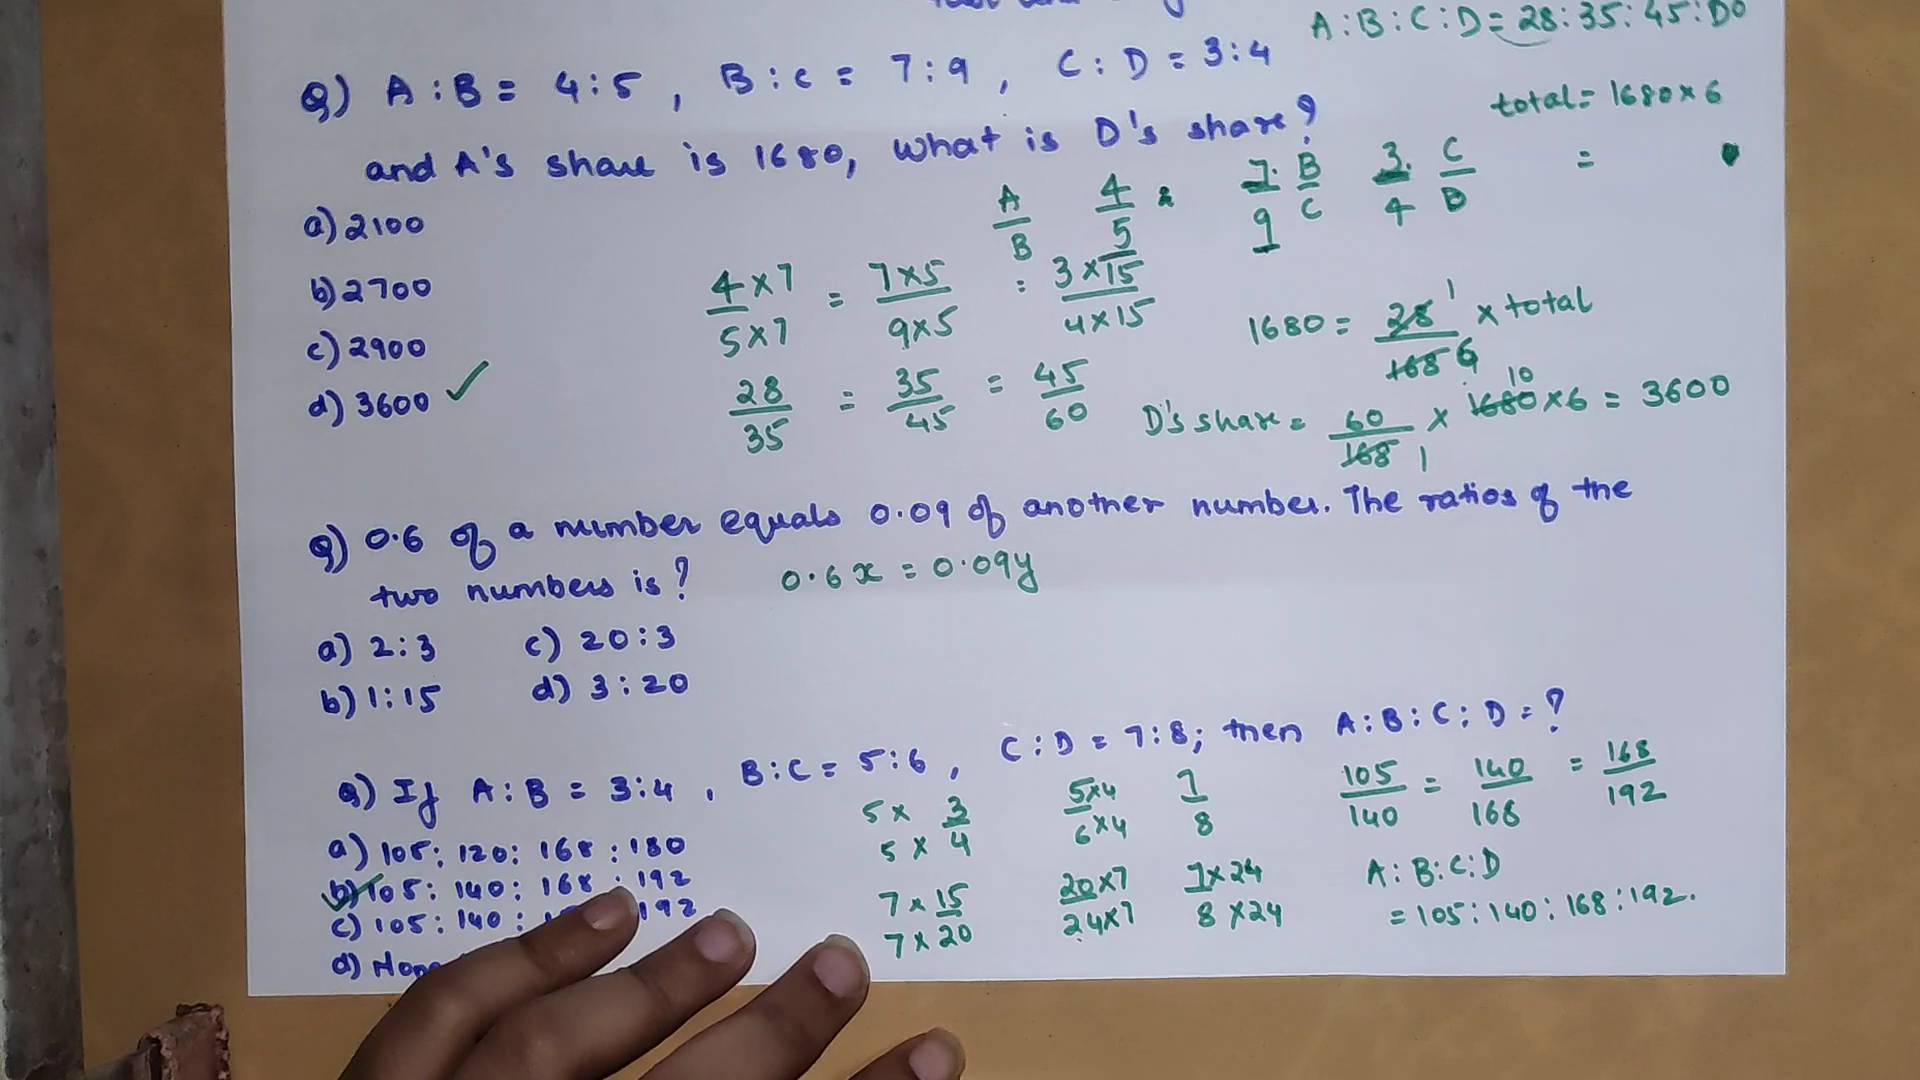 A:B:C:D= 28:35:45:60
Q) A:B= 4:5, B:C= 7:9, C:D=3:4
total= 1680×6
and A's share is 1680, what is D's share?
=
A/B 4/5 7/9 B/C 3/4 C/D
a) 2100
b) 2700
c) 2900
d) 3600 ✓
4×7/5×7 = 7×5/9×5 = 3×15/4×15
1680 = 28 1/168 6 × total
28/35 = 35/45 = 45/60
D's share = 60/168 1 × 1680 10 ×6 = 3600
Q) 0.6 of a number equals 0.09 of another number. The ratios of the
two numbers is?
0.6x = 0.09y
a) 2:3 c) 20:3
b) 1:15 d) 3:20
Q) If A:B = 3:4, B:C= 5:6, C:D = 7:8; then A:B:C:D=?
a) 105: 120: 168: 180
b) 105: 140: 168: 192
c) 105: 140: 192
d)
5×3/5×4 5×4/6×4 7/8
105/140 = 140/168 = 168/192
7×15/7×20 20×7/24×7 7×24/8×24
A:B:C:D
=105:140:168:192.